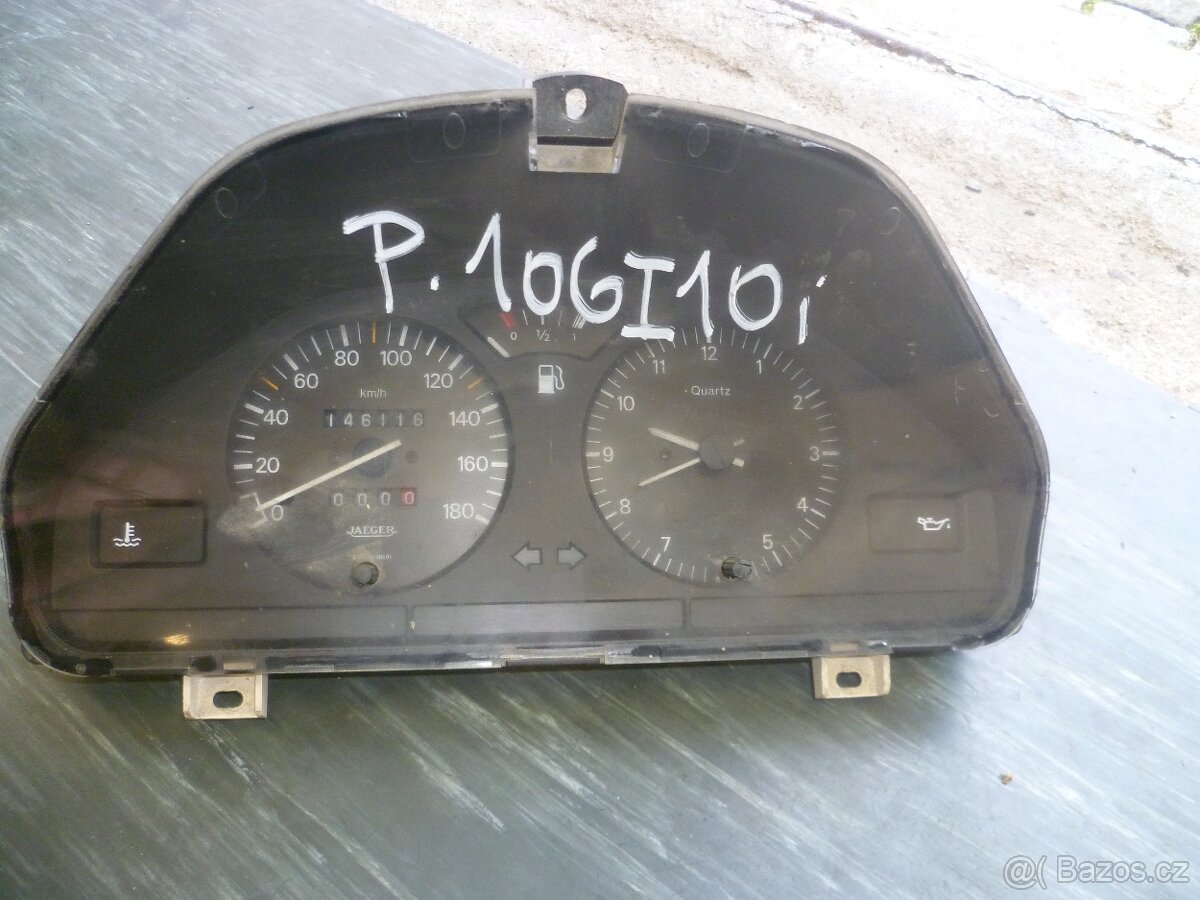 P.106I10i
0 ½ 1
0 20 40 60 80 100 120 140 160 180
km/h
146116
0000
JAEGER
12 1 2 3 4 5 7 8 9 10 11
Quartz
@( Bazos.cz